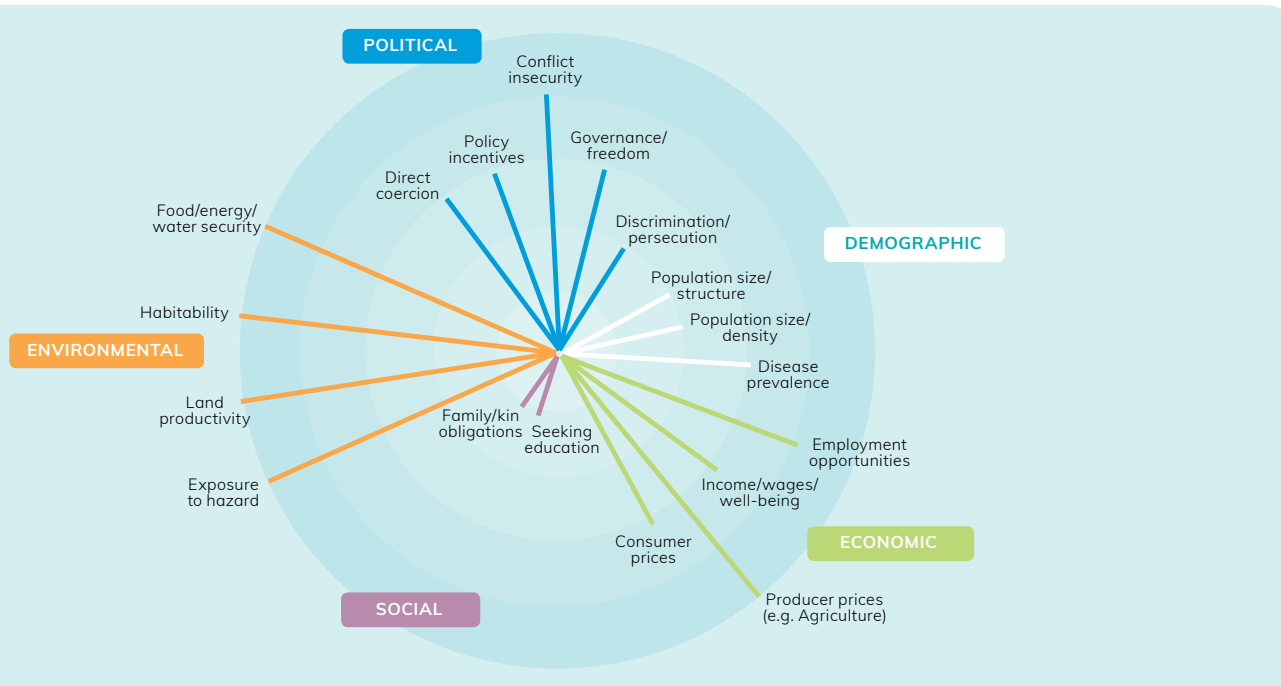 POLITICAL
Conflict
insecurity
Policy
incentives
Governance/
freedom
Direct
coercion
Discrimination/
persecution
DEMOGRAPHIC
Population size/
structure
Population size/
density
Disease
prevalence
Food/energy/
water security
Habitability
ENVIRONMENTAL
Land
productivity
Exposure
to hazard
Family/kin
obligations
Seeking
education
SOCIAL
Employment
opportunities
Income/wages/
well-being
ECONOMIC
Consumer
prices
Producer prices
(e.g. Agriculture)